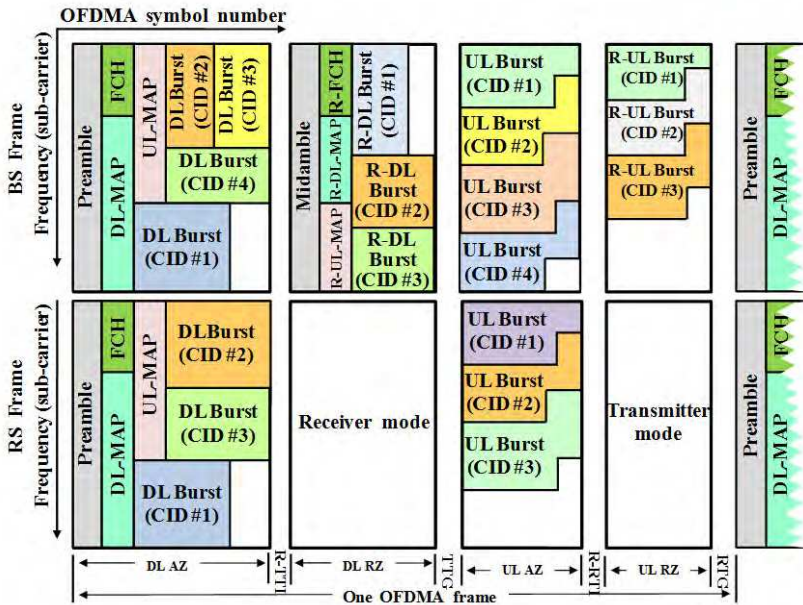 OFDMA symbol number
BS Frame
Frequency (sub-carrier)
Preamble
FCH
DL-MAP
UL-MAP
DL Burst
(CID #2)
DL Burst
(CID #3)
DL Burst
(CID #4)
DL Burst
(CID #1)
Midamble
R-FCH
R-DL-MAP
R-UL-MAP
R-DL Burst
(CID #1)
R-DL
Burst
(CID #2)
R-DL
Burst
(CID #3)
UL Burst
(CID #1)
UL Burst
(CID #2)
UL Burst
(CID #3)
UL Burst
(CID #4)
R-UL Burst
(CID #1)
R-UL Burst
(CID #2)
R-UL Burst
(CID #3)
Preamble
FCH
DL-MAP
RS Frame
Frequency (sub-carrier)
Preamble
FCH
DL-MAP
UL-MAP
DL Burst
(CID #2)
DL Burst
(CID #3)
DL Burst
(CID #1)
Receiver mode
UL Burst
(CID #1)
UL Burst
(CID #2)
UL Burst
(CID #3)
Transmitter
mode
Preamble
FCH
DL-MAP
DL AZ
R-TTI
DL RZ
TTG
UL AZ
R-RTI
UL RZ
RTG
One OFDMA frame